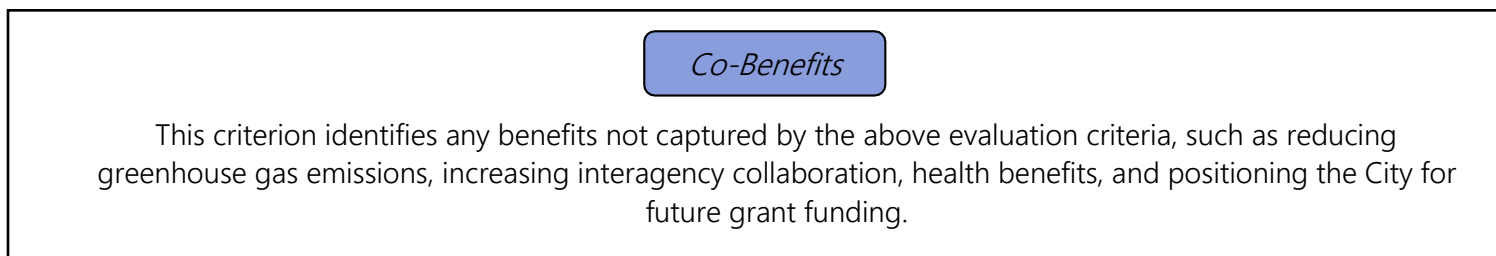 Co-Benefits
This criterion identifies any benefits not captured by the above evaluation criteria, such as reducing
greenhouse gas emissions, increasing interagency collaboration, health benefits, and positioning the City for
future grant funding.